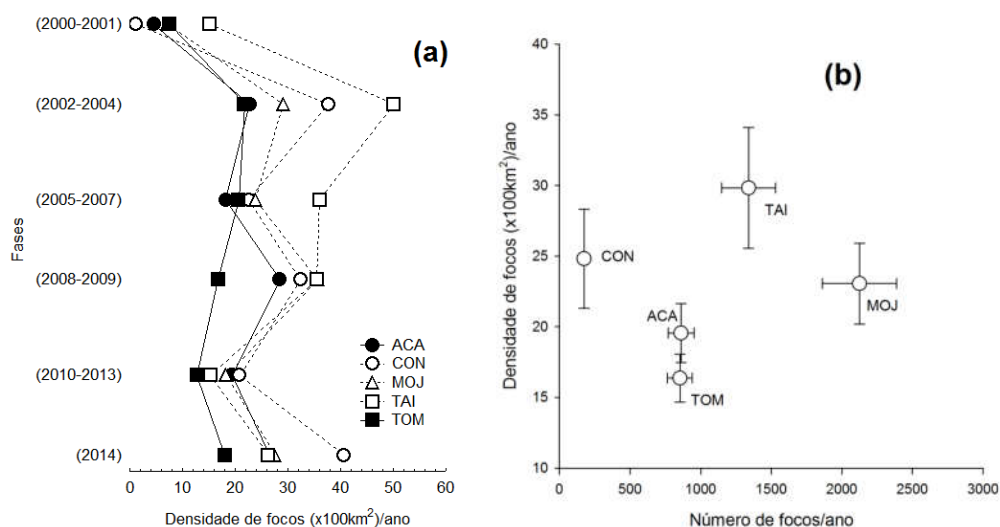 (a)
(2000-2001)
(2002-2004)
(2005-2007)
(2008-2009)
(2010-2013)
(2014)
Fases
ACA
CON
MOJ
TAI
TOM
0 10 20 30 40 50 60
Densidade de focos (x100km²)/ano
(b)
40
35
30
25
20
15
10
Densidade de focos (x100km²)/ano
TAI
CON
MOJ
ACA
TOM
0 500 1000 1500 2000 2500 3000
Número de focos/ano